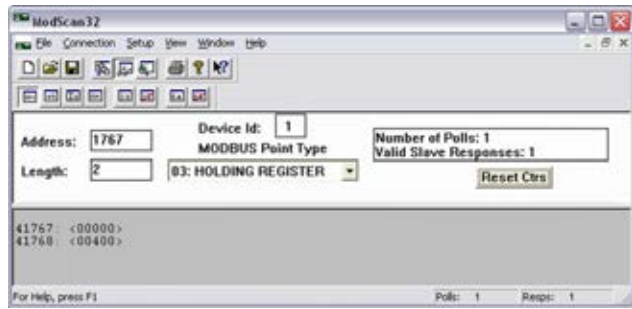 ModScan32
File Connection Setup View Window Help
Device Id: 1
Address: 1767
MODBUS Point Type
Number of Polls: 1
Valid Slave Responses: 1
Length: 2
03: HOLDING REGISTER
Reset Ctrs
41767: <00000>
41768: <00400>
For Help, press F1
Polls: 1
Resps: 1